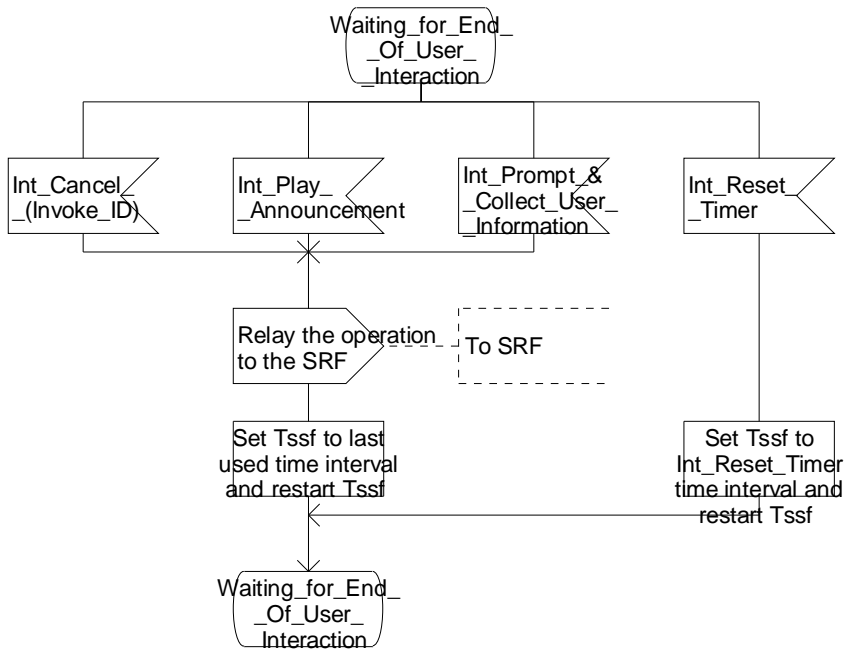 Waiting_for_End_
_Of_User_
_Interaction
Int_Cancel_
_(Invoke_ID)
Int_Play_
_Announcement
Int_Prompt_&
_Collect_User_
_Information
Int_Reset_
_Timer
Relay the operation
to the SRF
To SRF
Set Tssf to last
used time interval
and restart Tssf
Set Tssf to
Int_Reset_Timer
time interval and
restart Tssf
Waiting_for_End_
_Of_User_
_Interaction